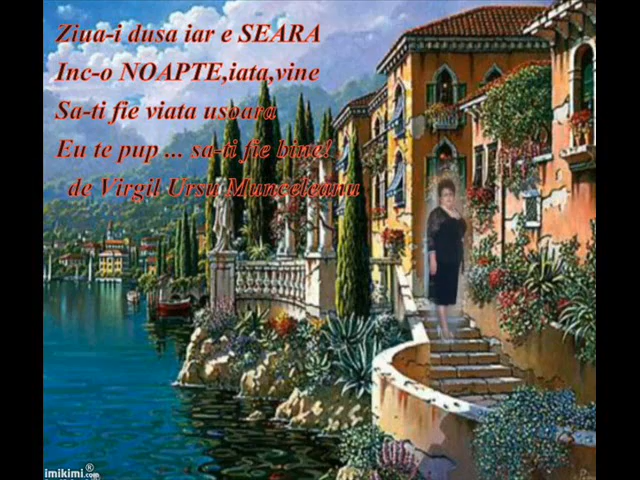 Ziua-i dusa iar e SEARA
Inc-o NOAPTE,iata,vine
Sa-ti fie viata usoara
Eu te pup ... sa-ti fie bine!
de Virgil Ursu Munceleanu
imikimi.com®